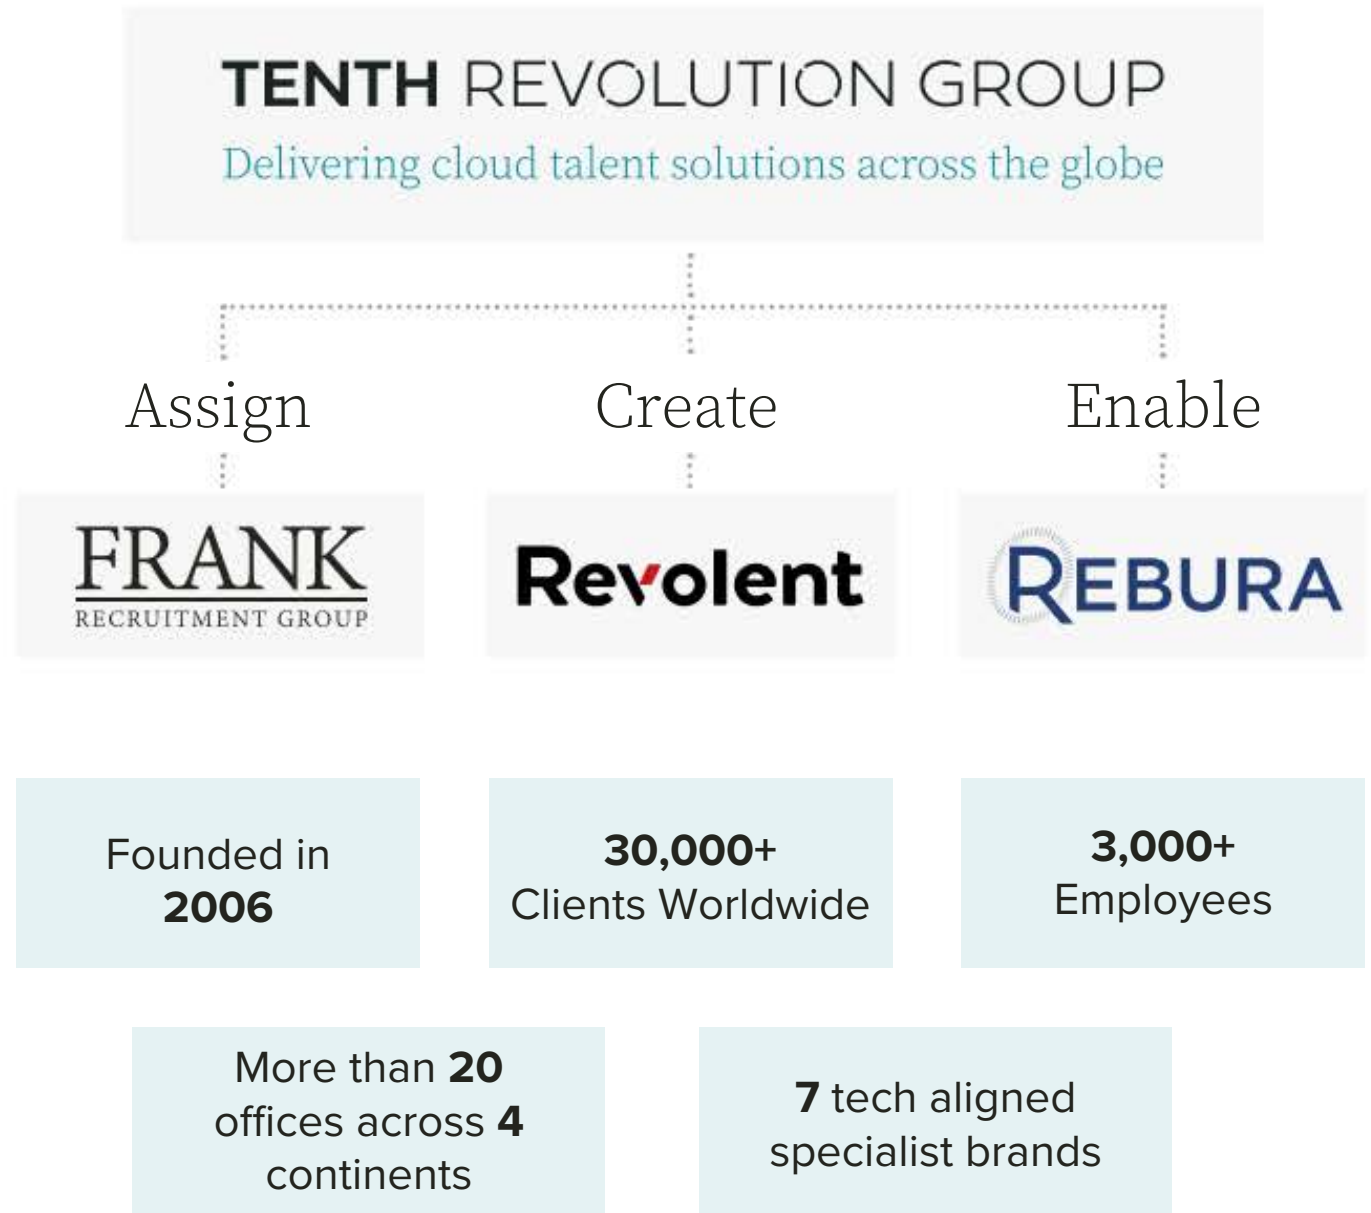 TENTH REVOLUTION GROUP
Delivering cloud talent solutions across the globe
Assign
Create
Enable
FRANK
RECRUITMENT GROUP
Revolent
REBURA
Founded in
2006
30,000+
Clients Worldwide
3,000+
Employees
More than 20
offices across 4
continents
7 tech aligned
specialist brands